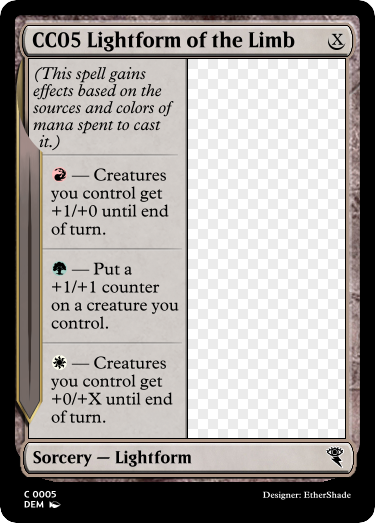 CC05 Lightform of the Limb X
(This spell gains
effects based on the
sources and colors of
mana spent to cast
it.)
— Creatures
you control get
+1/+0 until end
of turn.
— Put a
+1/+1 counter
on a creature you
control.
— Creatures
you control get
+0/+X until end
of turn.
Sorcery — Lightform
C 0005
DEM
Designer: EtherShade